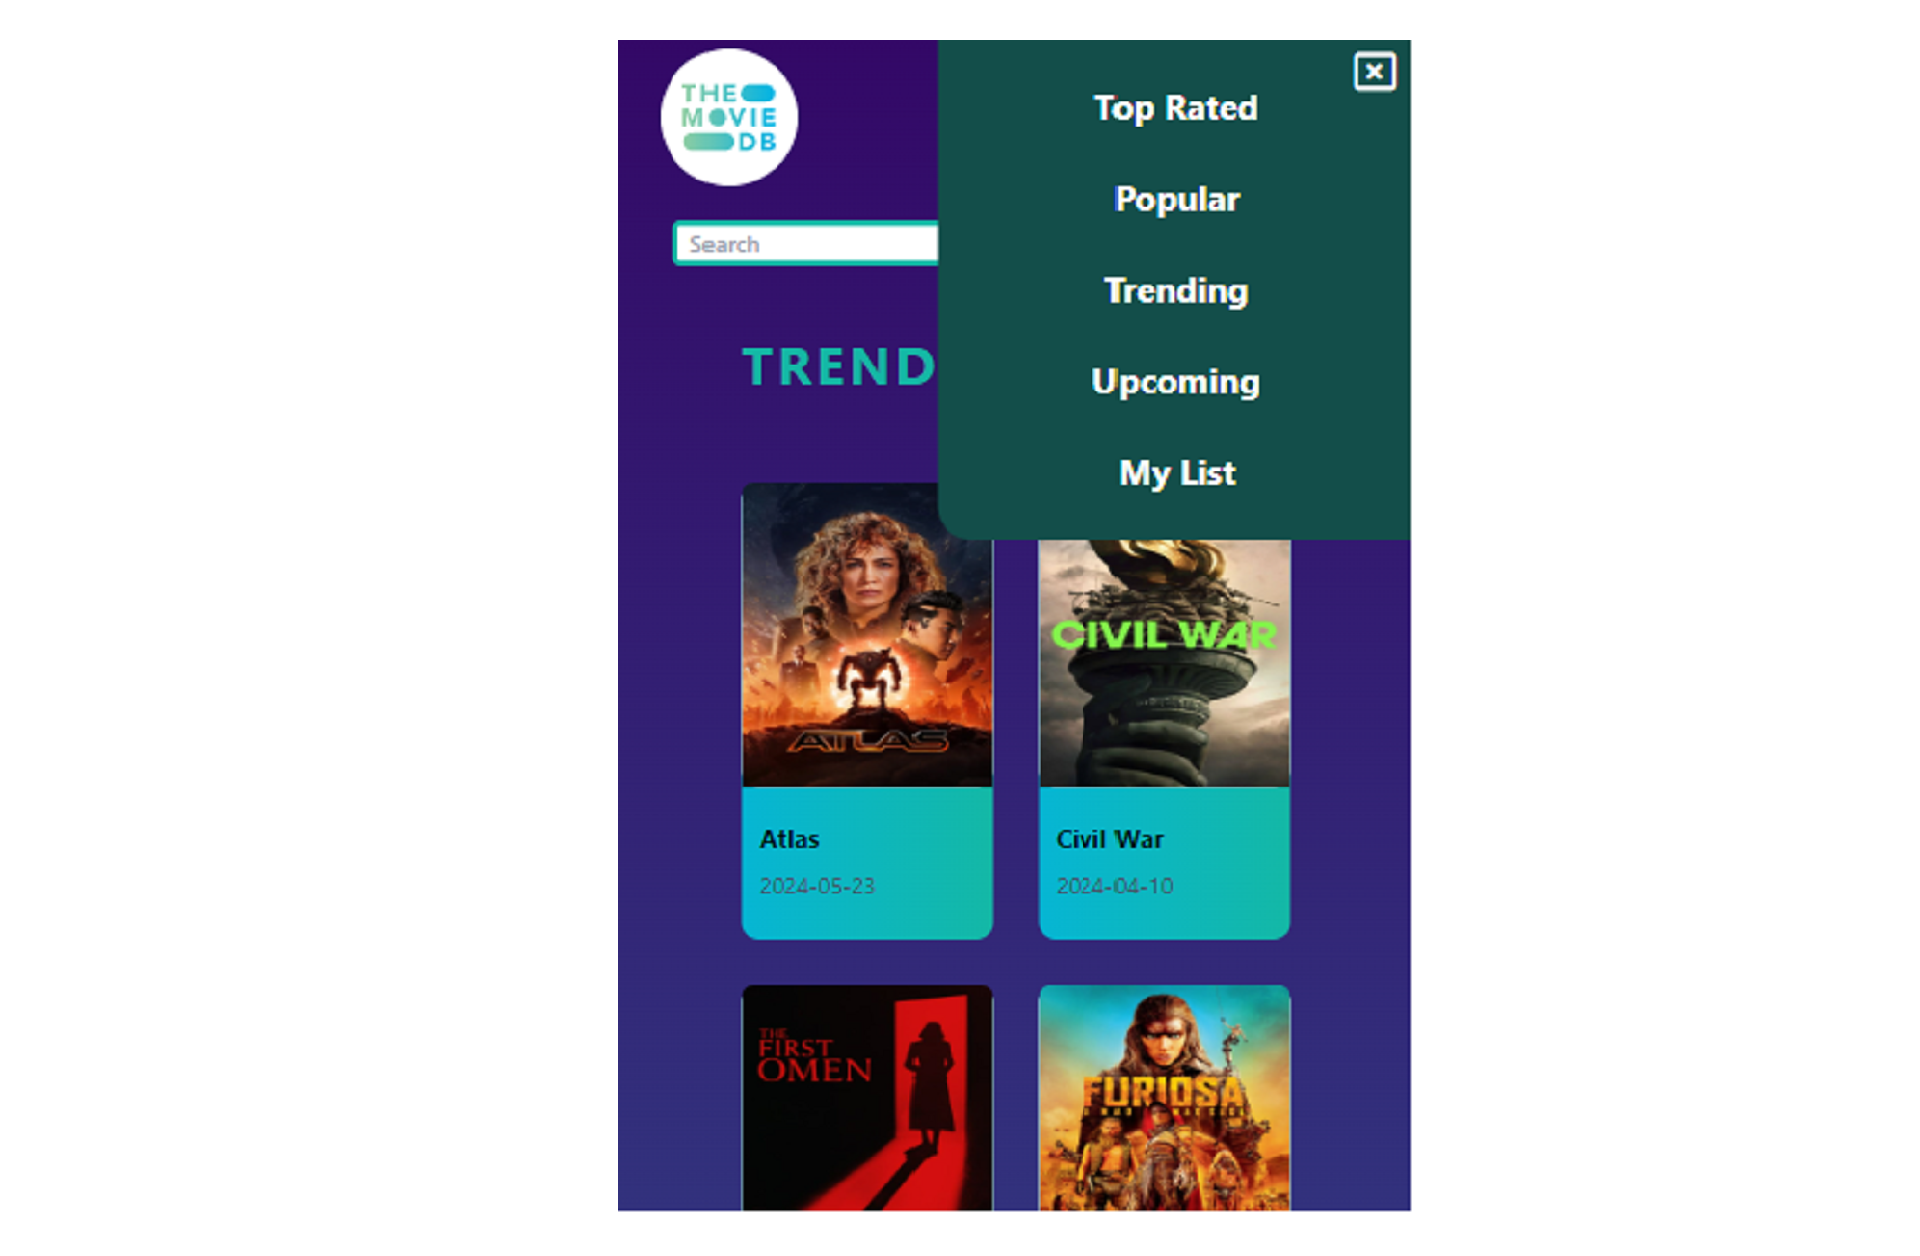 THE
MOVIE
DB
Top Rated
Popular
Trending
Upcoming
My List
Search
TREND
ATLAS
CIVIL WAR
Atlas
2024-05-23
Civil War
2024-04-10
THE
FIRST
OMEN
FURIOSA